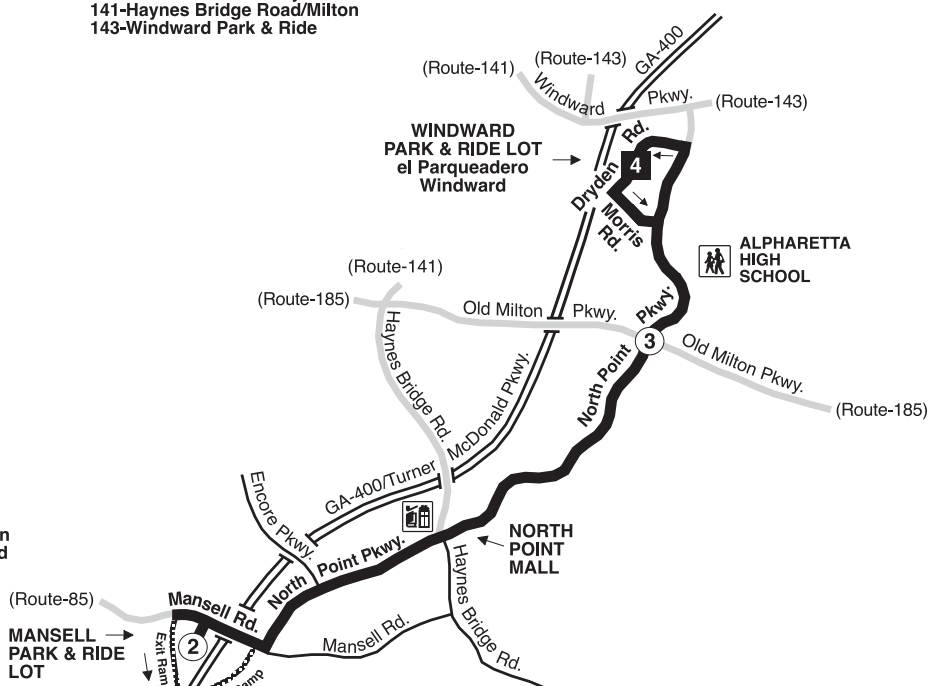 141-Haynes Bridge Road/Milton
143-Windward Park & Ride
GA-400
(Route-141)
(Route-143)
Windward
Pkwy.
(Route-143)
WINDWARD
PARK & RIDE LOT
el Parqueadero
Windward
Dryden
Rd.
4
Morris
Rd.
ALPHARETTA
HIGH
SCHOOL
(Route-141)
(Route-185)
Old Milton
Pkwy.
Pkwy.
3
North Point
Old Milton Pkwy.
(Route-185)
Haynes Bridge Rd.
McDonald Pkwy.
GA-400/Turner
Encore Pkwy.
North
Point Pkwy.
NORTH
POINT
MALL
Haynes Bridge Rd.
n
d
(Route-85)
Mansell Rd.
MANSELL
PARK & RIDE
LOT
2
Exit Ram
amp
Mansell Rd.